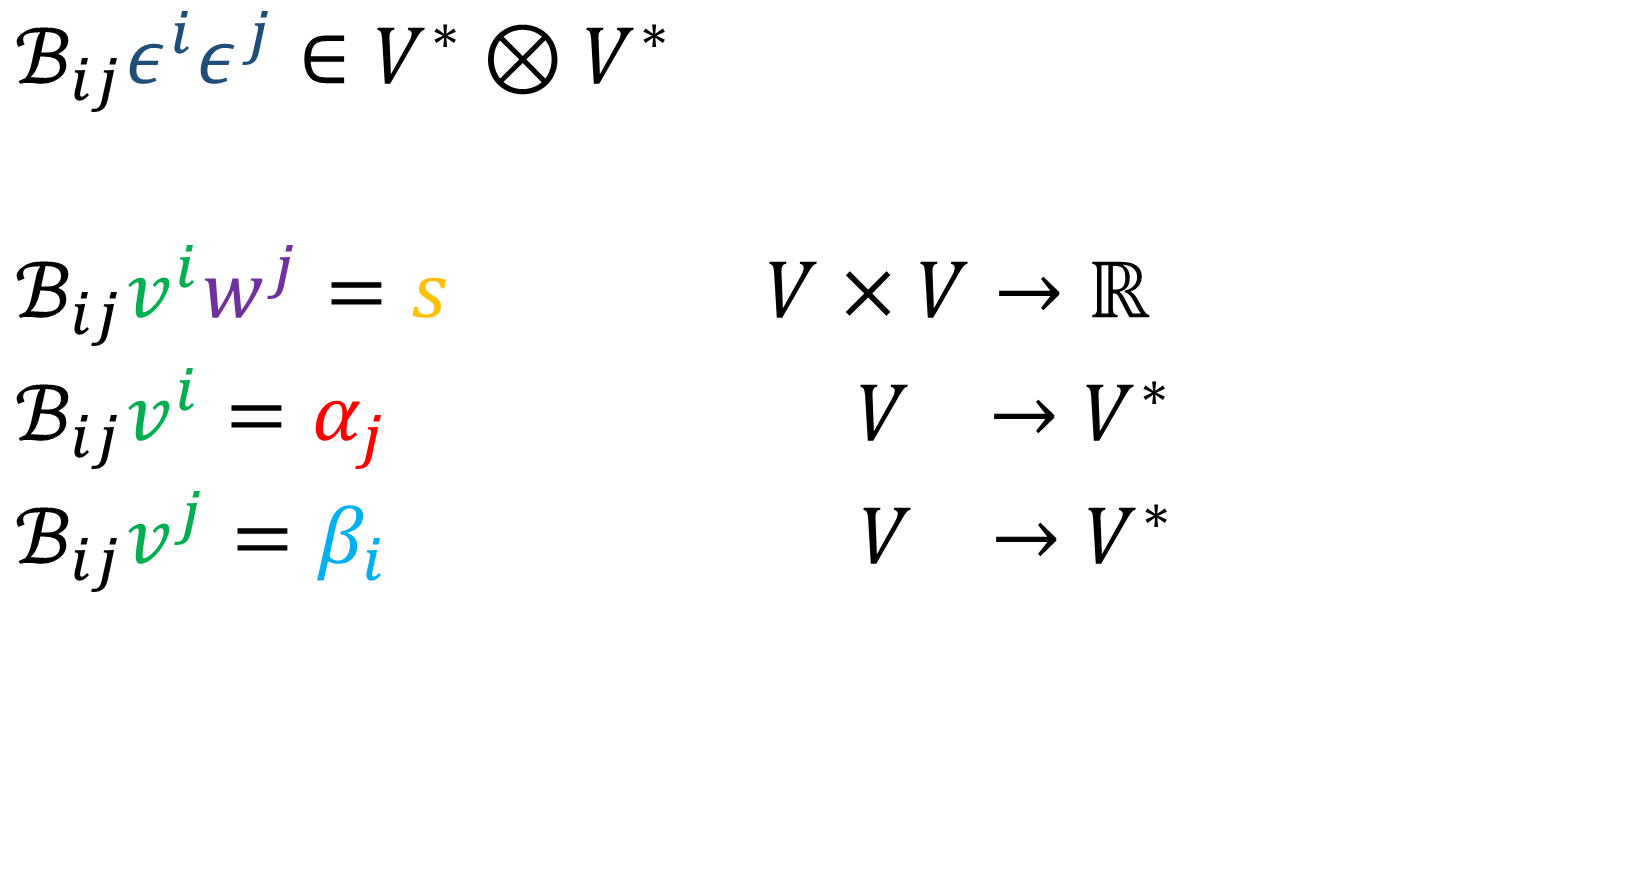 ℬᵢⱼϵⁱϵʲ ∈ V* ⊗ V*
ℬᵢⱼvⁱwʲ = s V × V → ℝ
ℬᵢⱼvⁱ = αⱼ V → V*
ℬᵢⱼvʲ = βᵢ V → V*